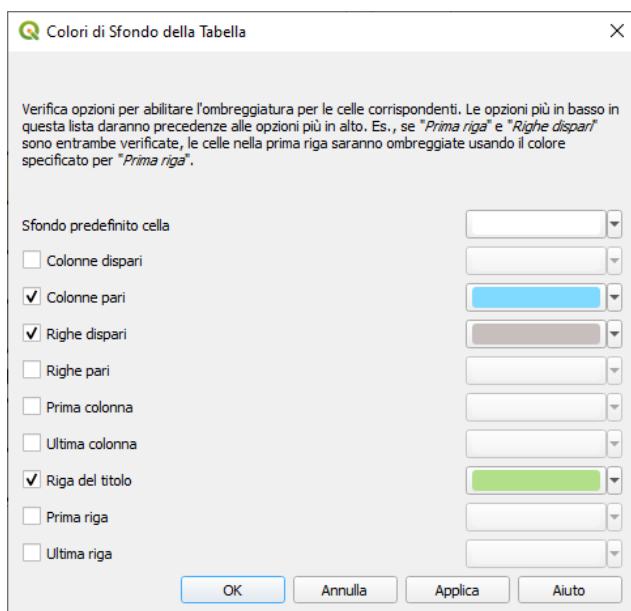 Colori di Sfondo della Tabella
Verifica opzioni per abilitare l'ombreggiatura per le celle corrispondenti. Le opzioni più in basso in
questa lista daranno precedenze alle opzioni più in alto. Es., se "Prima riga" e "Righe dispari"
sono entrambe verificate, le celle nella prima riga saranno ombreggiate usando il colore
specificato per "Prima riga".
Sfondo predefinito cella
Colonne dispari
Colonne pari
Righe dispari
Righe pari
Prima colonna
Ultima colonna
Riga del titolo
Prima riga
Ultima riga
OK Annulla Applica Aiuto